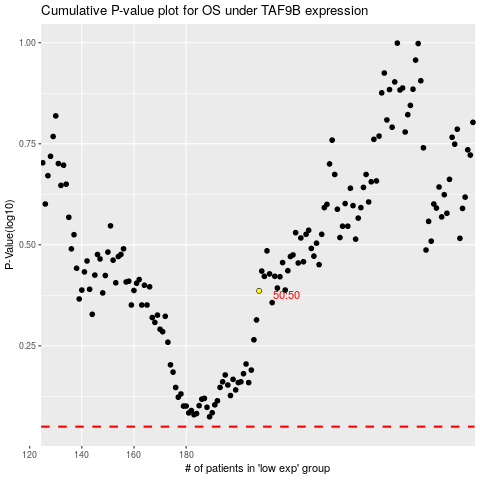 Cumulative P-value plot for OS under TAF9B expression
P-Value(log10)
1.00
0.75
0.50
0.25
50:50
120 140 160 180
# of patients in 'low exp' group